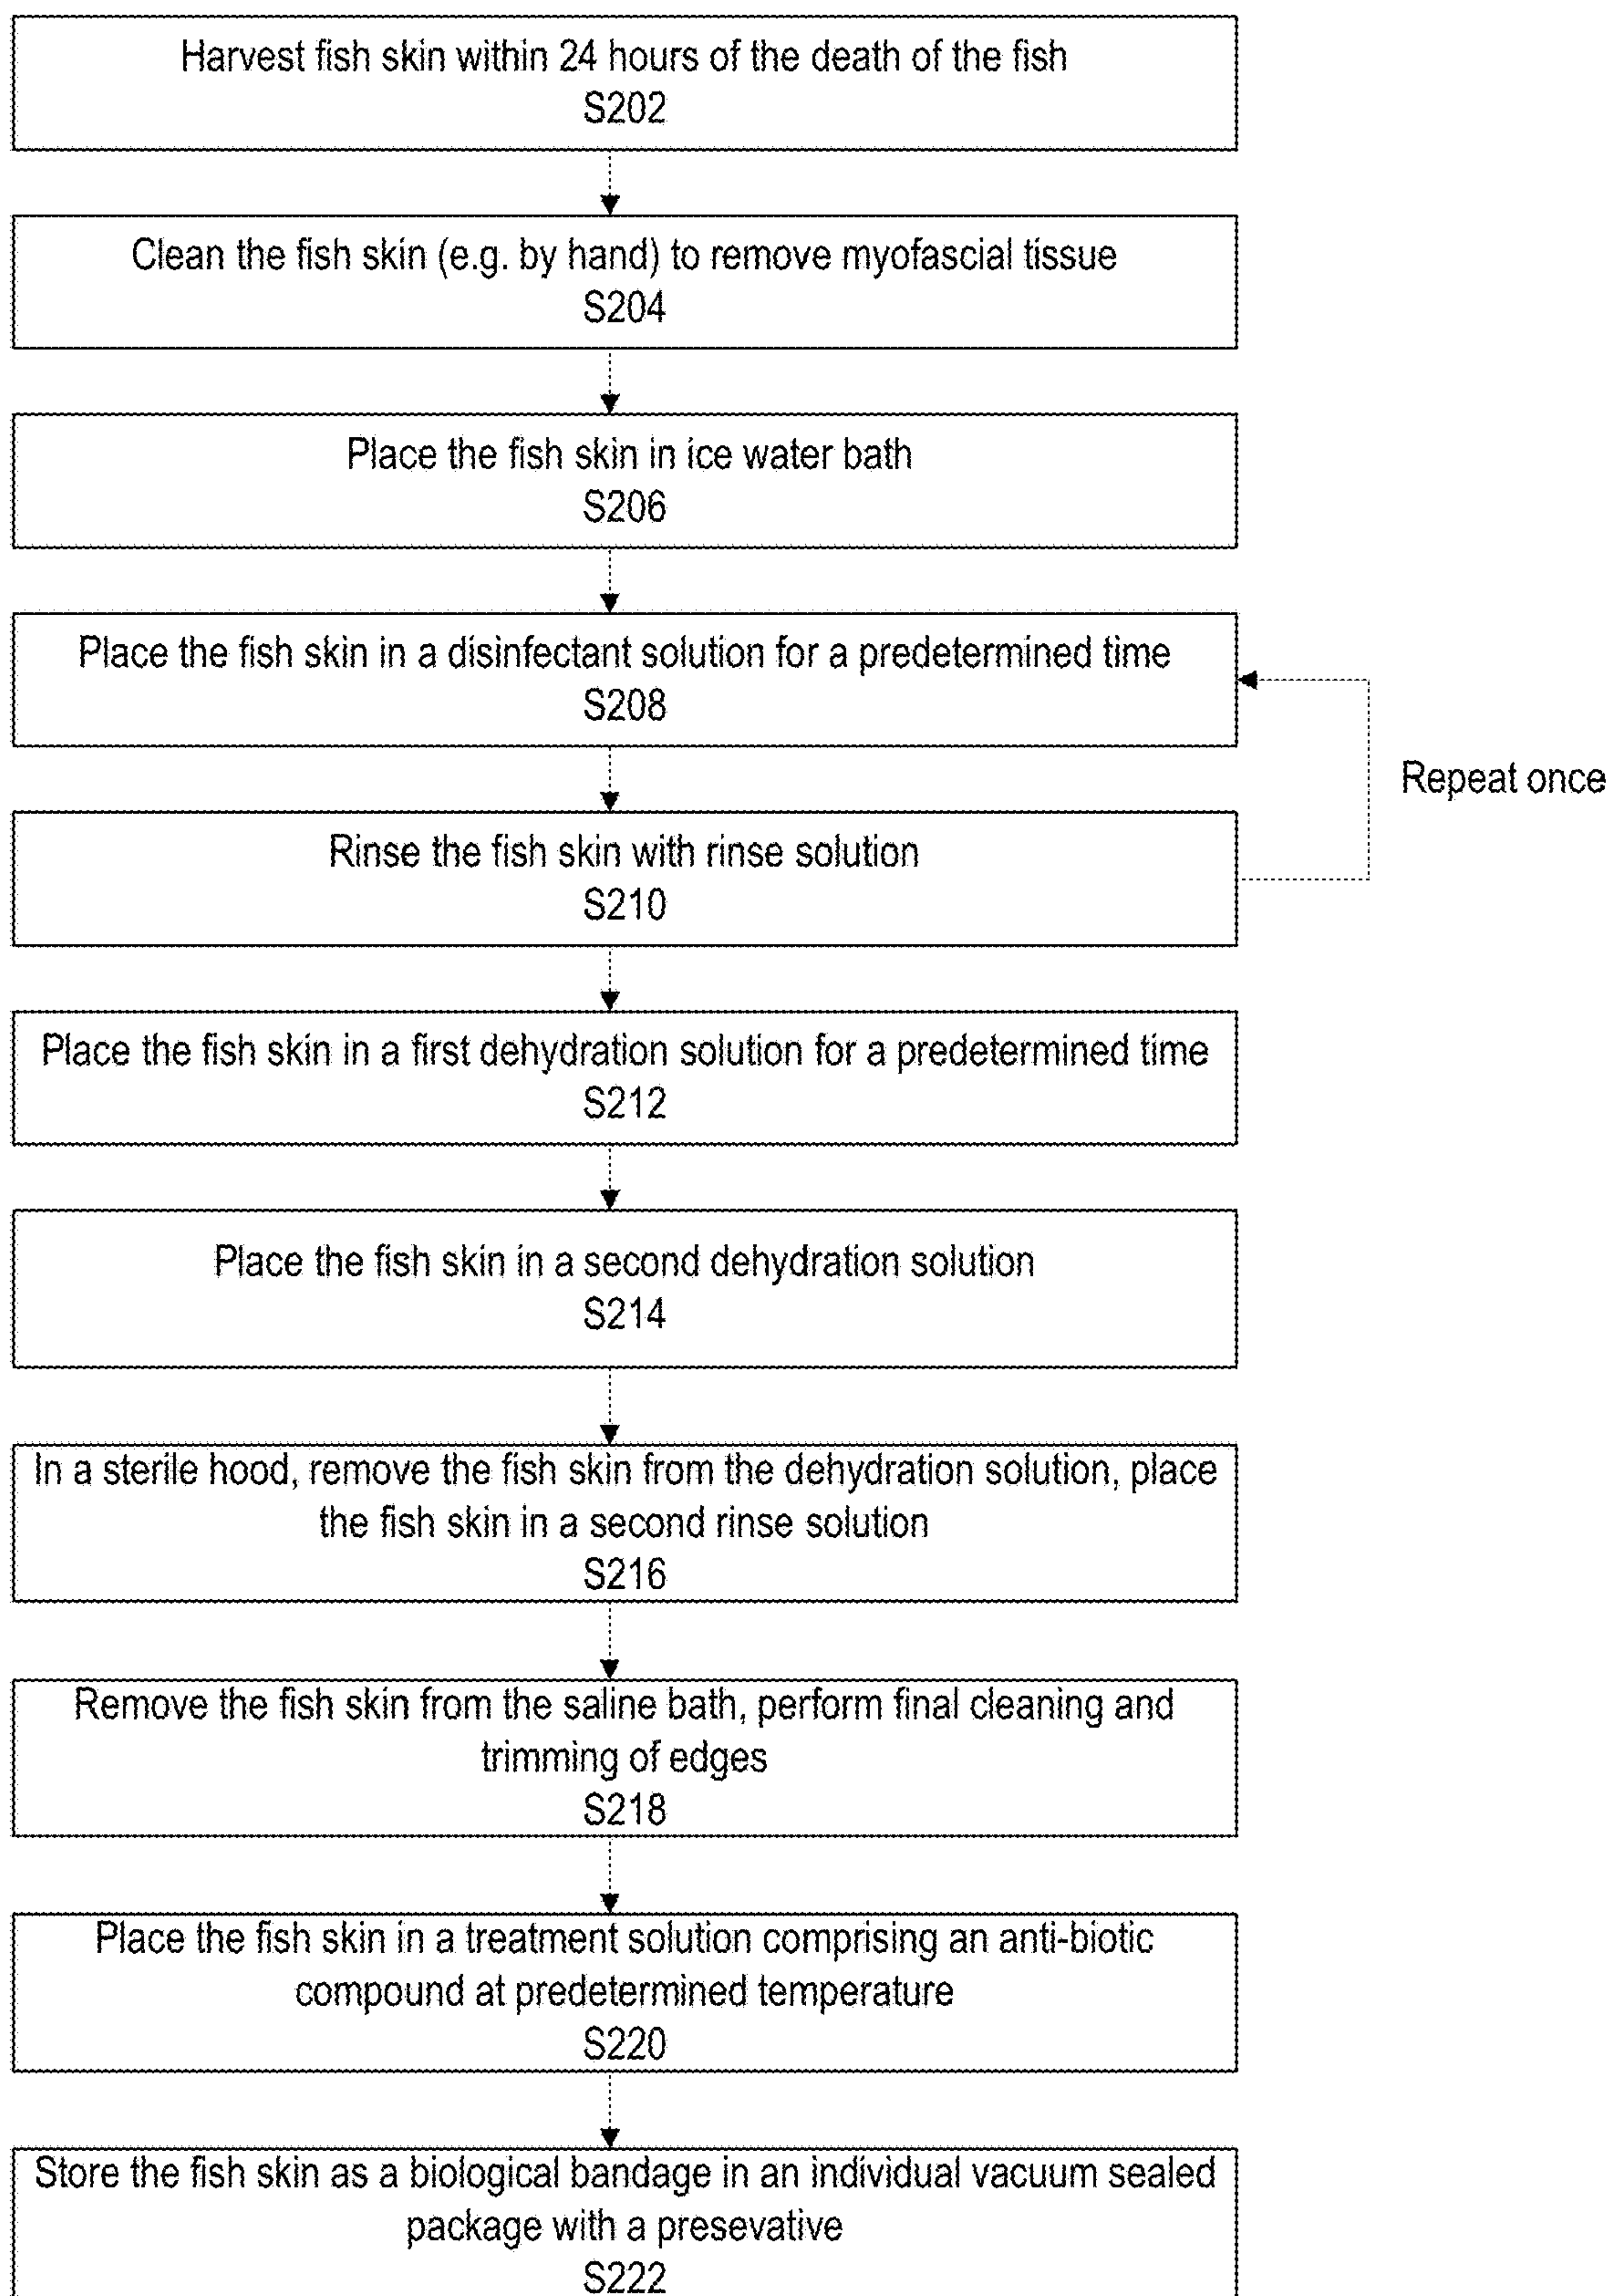 Harvest fish skin within 24 hours of the death of the fish
S202
Clean the fish skin (e.g. by hand) to remove myofascial tissue
S204
Place the fish skin in ice water bath
S206
Place the fish skin in a disinfectant solution for a predetermined time
S208
Repeat once
Rinse the fish skin with rinse solution
S210
Place the fish skin in a first dehydration solution for a predetermined time
S212
Place the fish skin in a second dehydration solution
S214
In a sterile hood, remove the fish skin from the dehydration solution, place
the fish skin in a second rinse solution
S216
Remove the fish skin from the saline bath, perform final cleaning and
trimming of edges
S218
Place the fish skin in a treatment solution comprising an anti-biotic
compound at predetermined temperature
S220
Store the fish skin as a biological bandage in an individual vacuum sealed
package with a presevative
S222